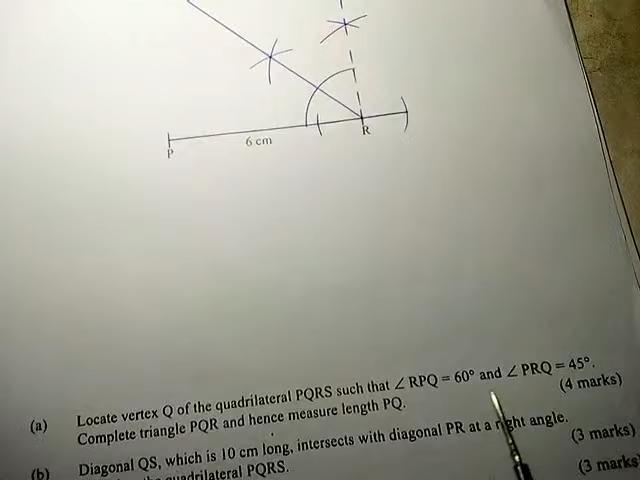 6 cm
P
R
(a) Locate vertex Q of the quadrilateral PQRS such that ∠ RPQ = 60° and ∠ PRQ = 45°.
Complete triangle PQR and hence measure length PQ. (4 marks)
(b) Diagonal QS, which is 10 cm long, intersects with diagonal PR at a right angle.
quadrilateral PQRS. (3 marks)
(3 marks)